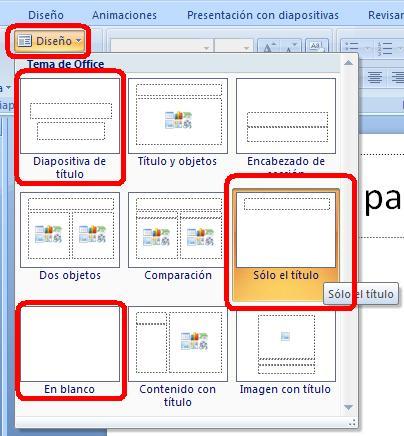 Diseño Animaciones Presentación con diapositivas Revisar
Diseño
Tema de Office
Diapositiva de título
Título y objetos
Encabezado de
Dos objetos
Comparación
Sólo el título
Sólo el título
pa
En blanco
Contenido con título
Imagen con título